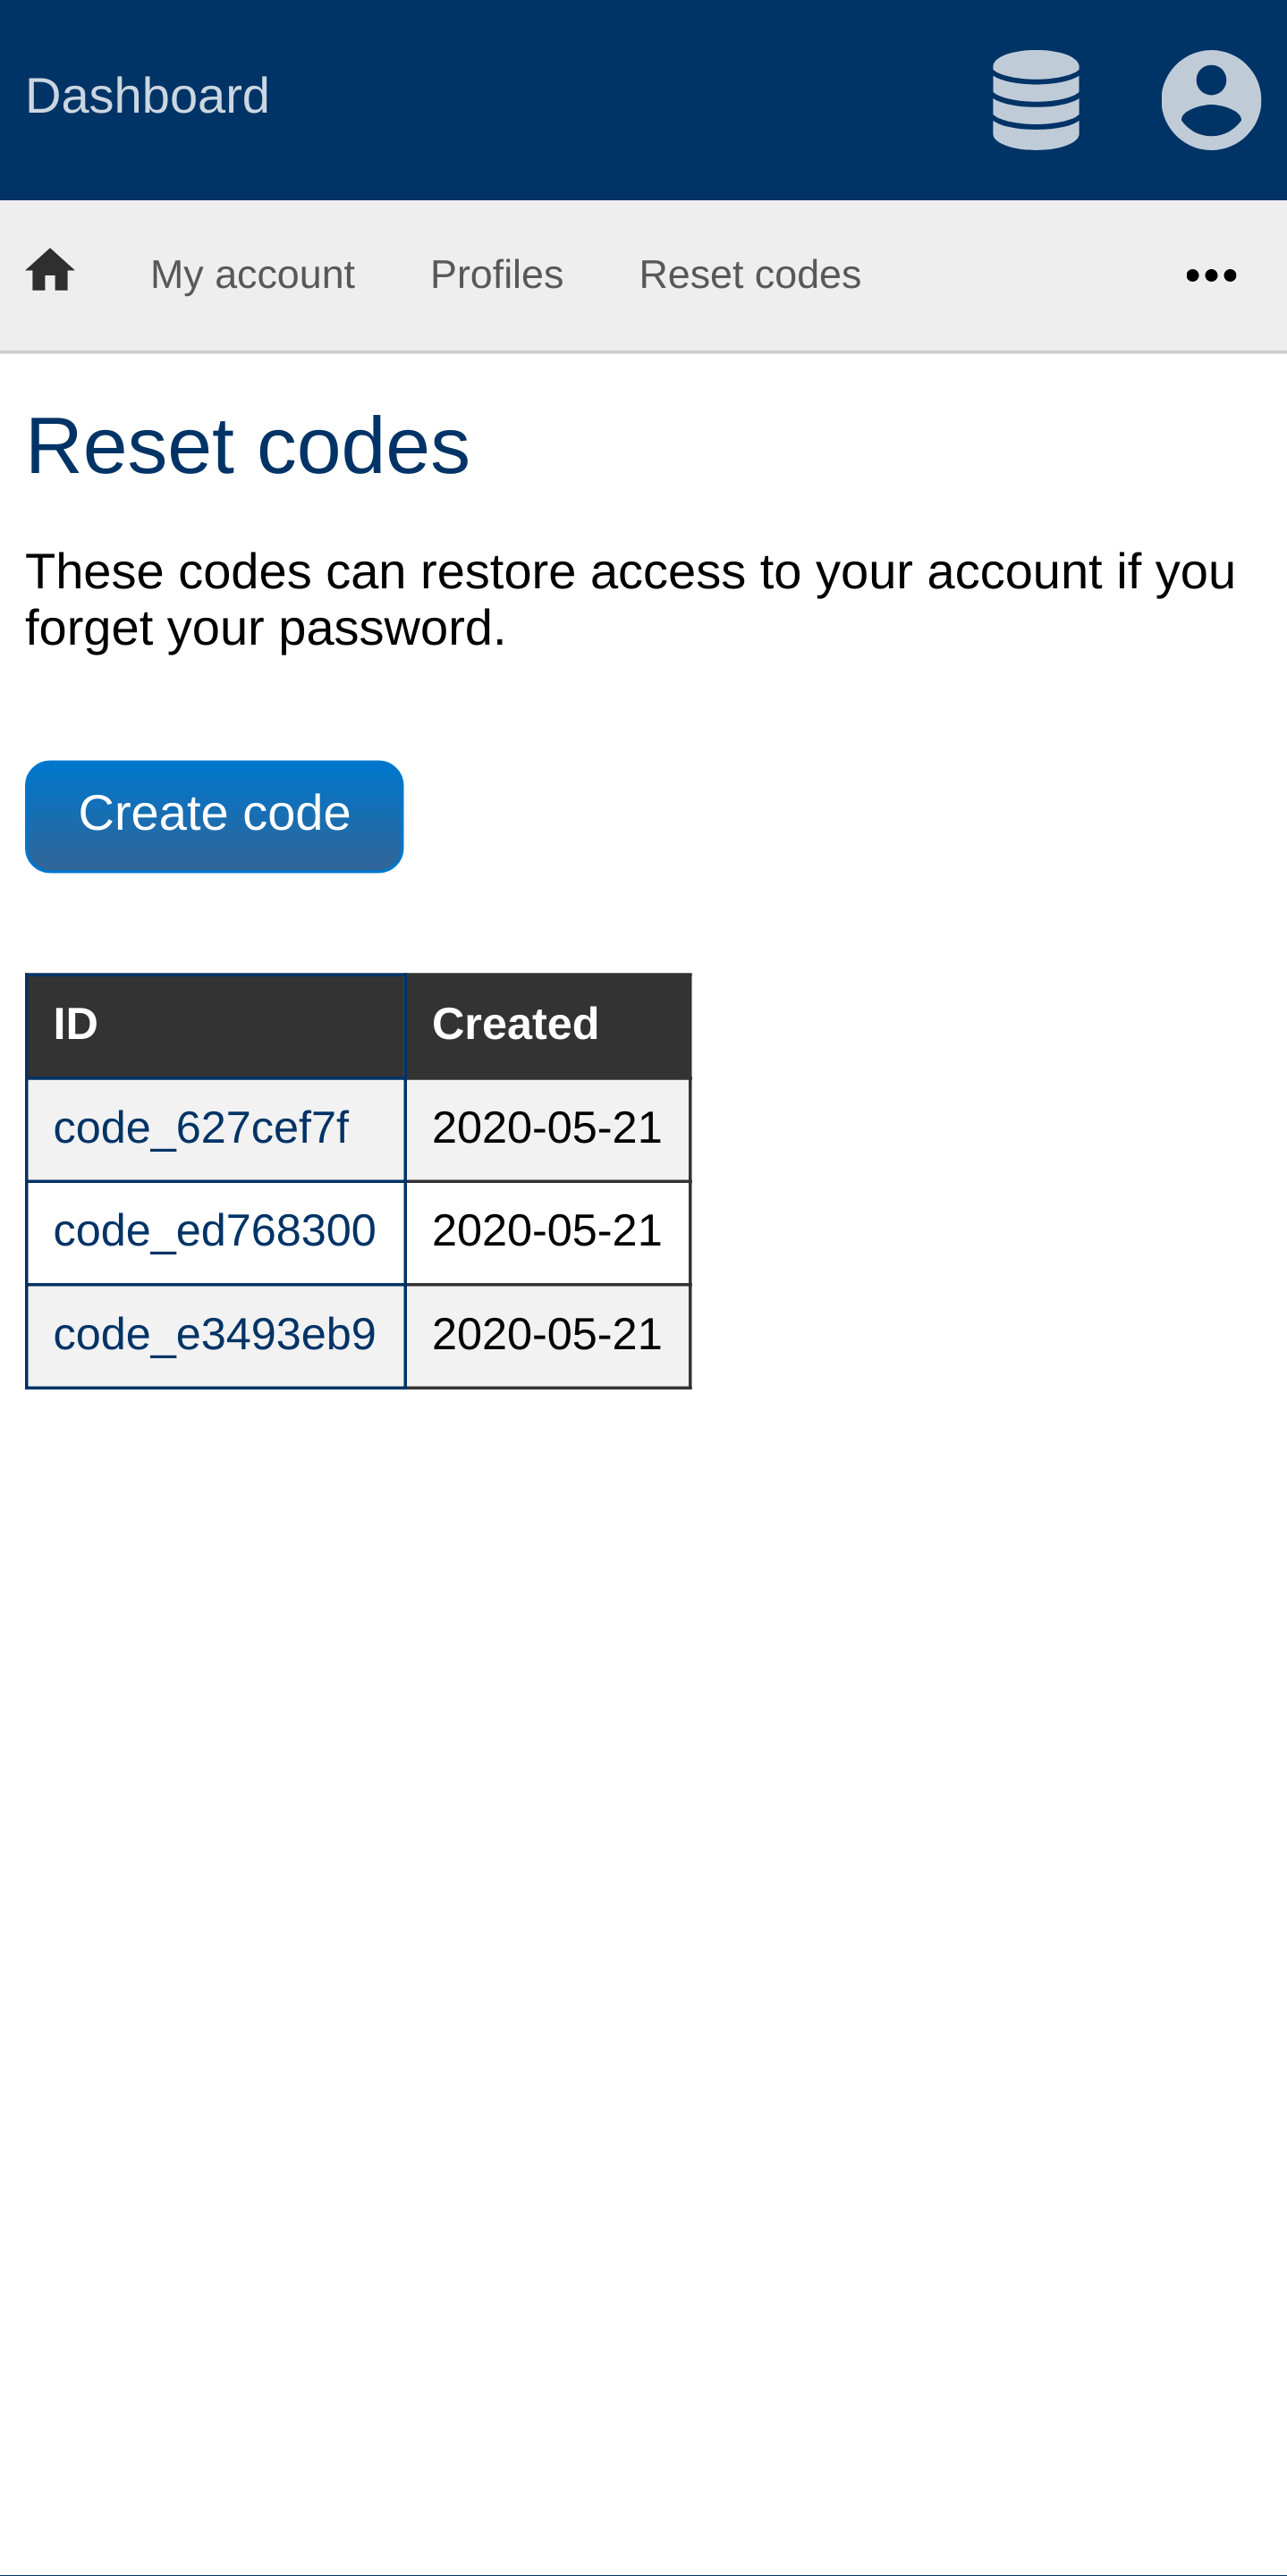 Dashboard
My account Profiles Reset codes
Reset codes
These codes can restore access to your account if you
forget your password.
Create code
ID Created
code_627cef7f 2020-05-21
code_ed768300 2020-05-21
code_e3493eb9 2020-05-21